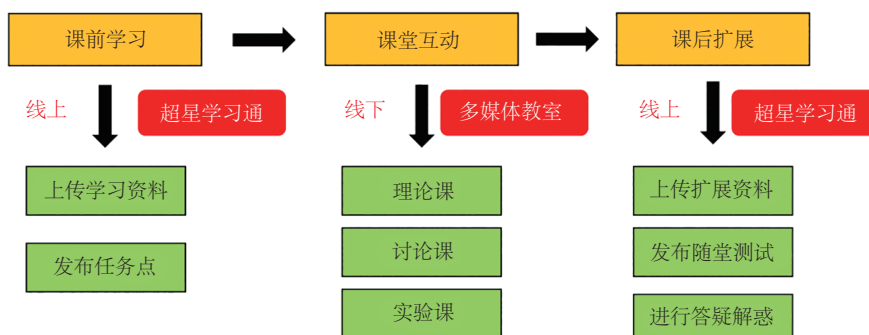 课前学习
课堂互动
课后扩展
线上
超星学习通
线下
多媒体教室
线上
超星学习通
上传学习资料
理论课
上传扩展资料
发布任务点
讨论课
发布随堂测试
实验课
进行答疑解惑